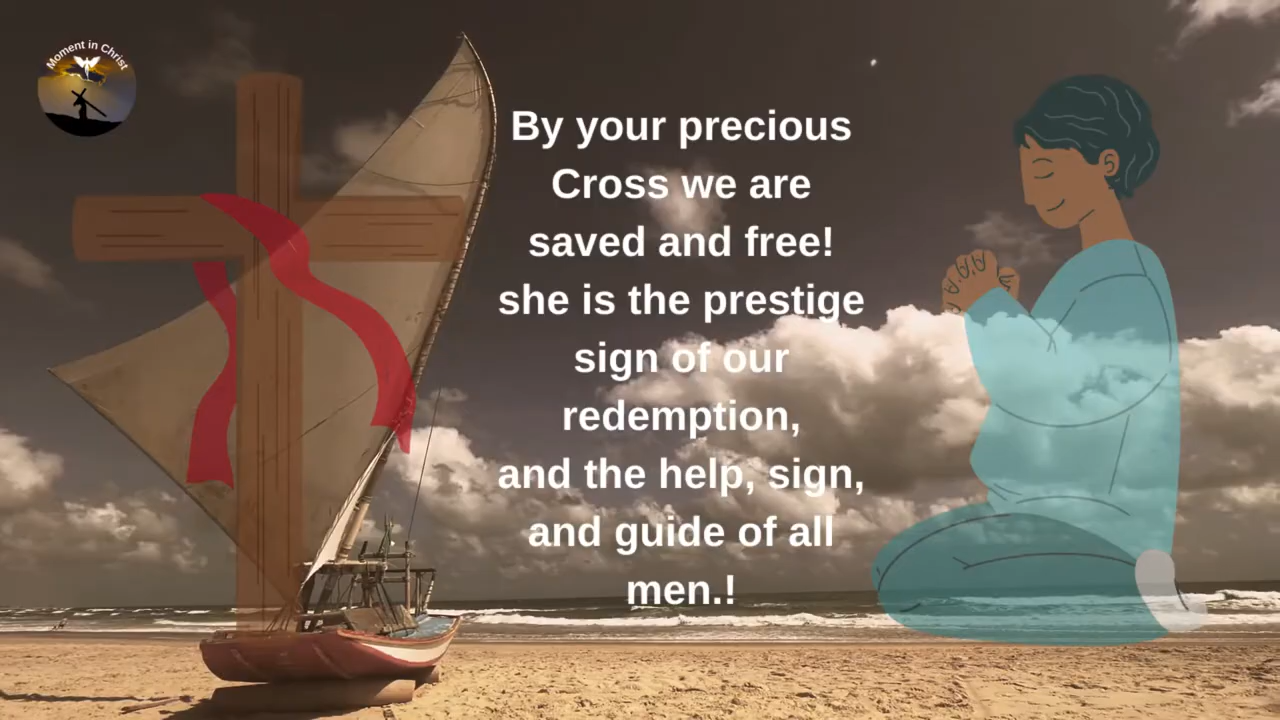 Moment in Christ
By your precious
Cross we are
saved and free!
she is the prestige
sign of our
redemption,
and the help, sign,
and guide of all
men.!